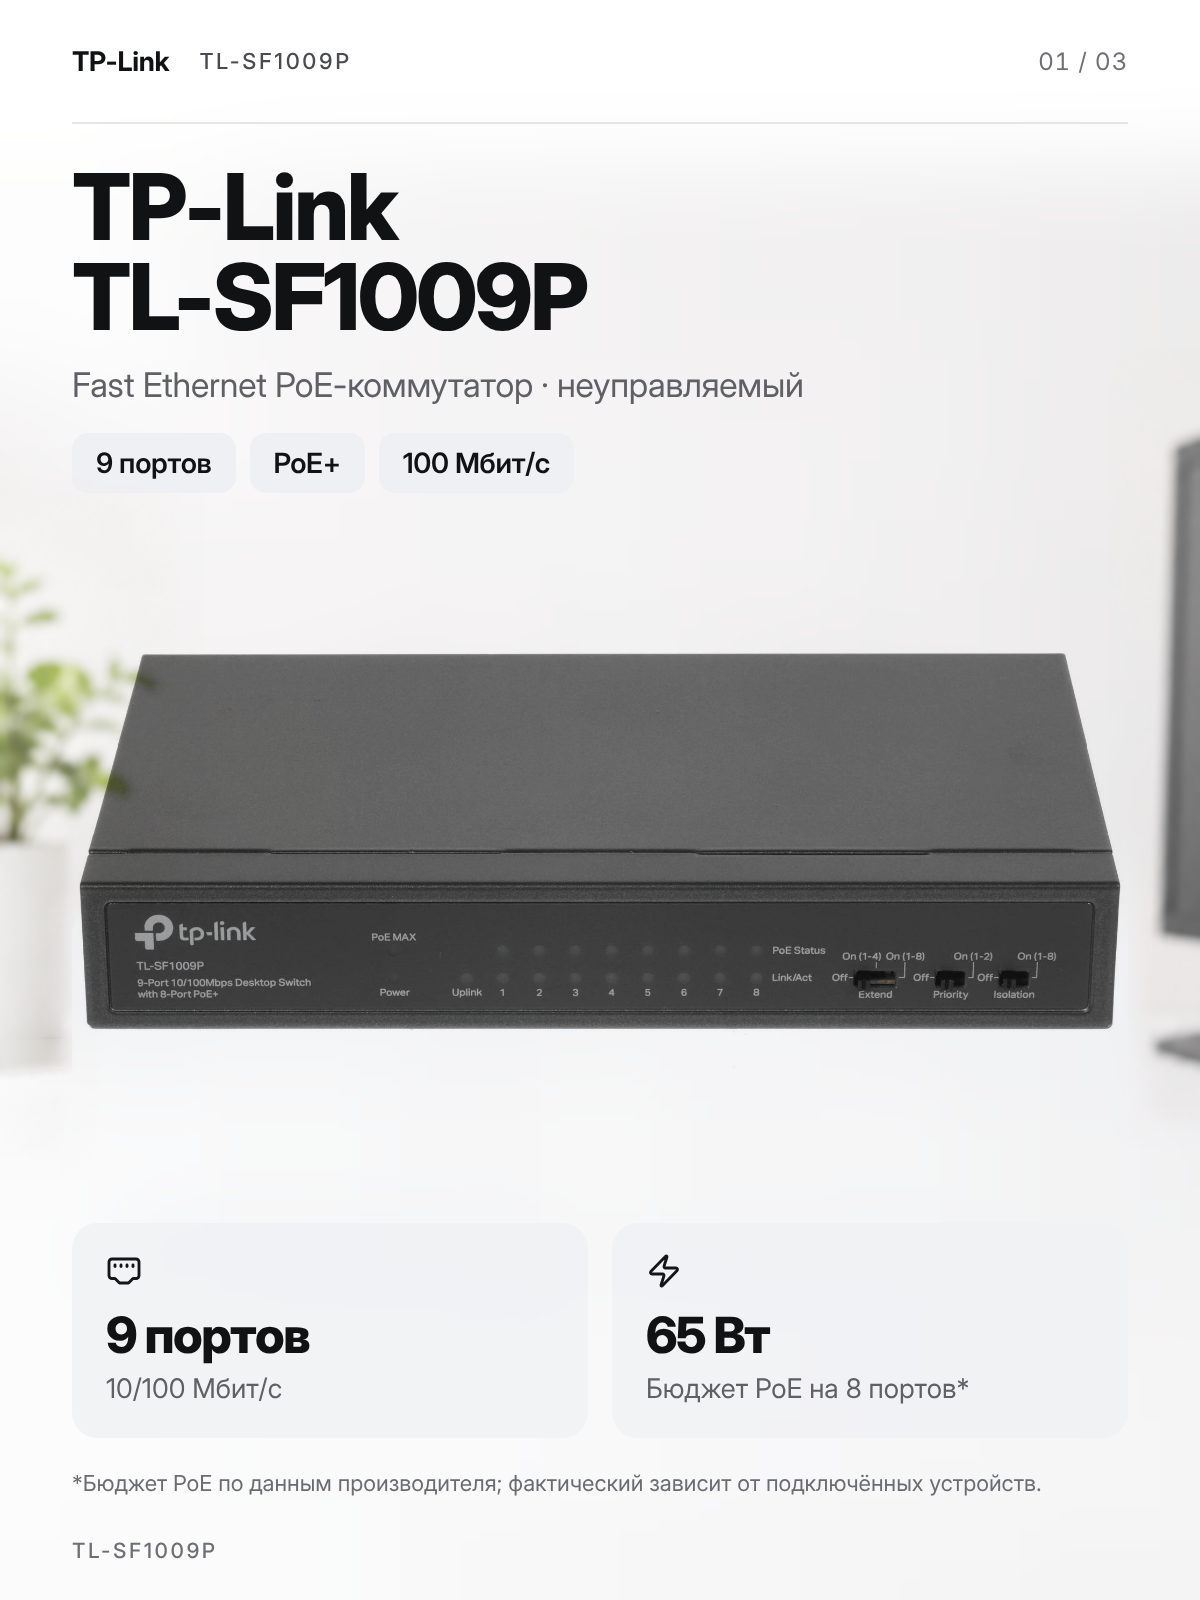 TP-Link TL-SF1009P 01 / 03
TP-Link
TL-SF1009P
Fast Ethernet PoE-коммутатор · неуправляемый
9 портов PoE+ 100 Мбит/с
tp-link
TL-SF1009P
9-Port 10/100Mbps Desktop Switch
with 8-Port PoE+
PoE MAX
Power
Uplink 1 2 3 4 5 6 7 8
PoE Status
Link/Act
On (1-4) On (1-8) On (1-2) On (1-8)
Off Off Off
Extend Priority Isolation
9 портов
10/100 Мбит/с
65 Вт
Бюджет PoE на 8 портов*
*Бюджет PoE по данным производителя; фактический зависит от подключённых устройств.
TL-SF1009P